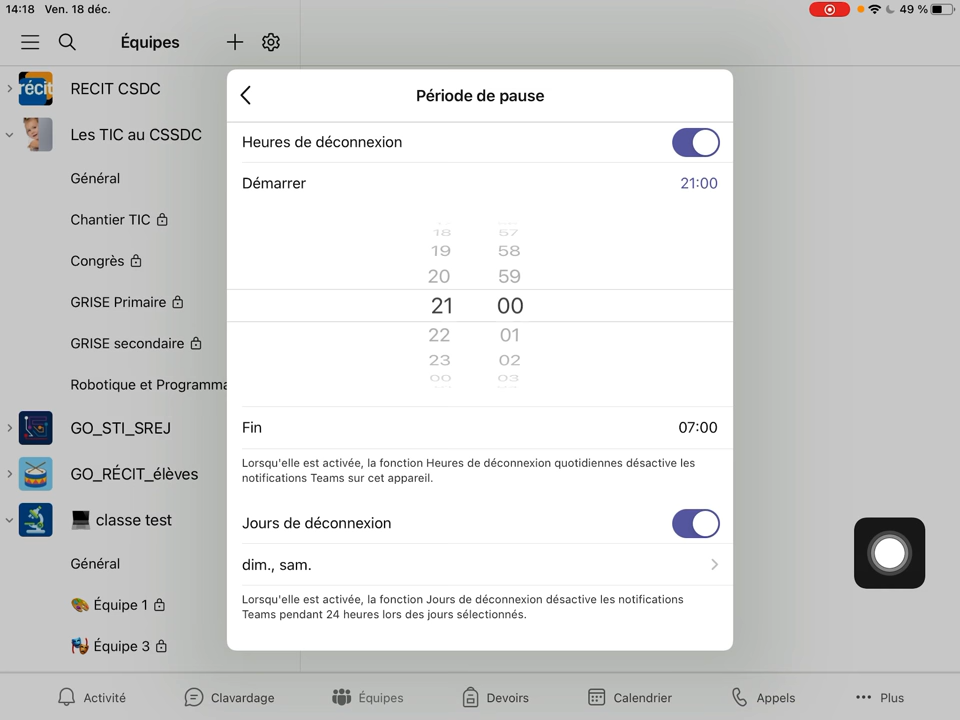 14:18 Ven. 18 déc.
49 %
Équipes
récit
RECIT CSDC
Les TIC au CSSDC
Général
Chantier TIC
Congrès
GRISE Primaire
GRISE secondaire
Robotique et Programma
GO_STI_SREJ
GO_RÉCIT_élèves
classe test
Général
Équipe 1
Équipe 3
Période de pause
Heures de déconnexion
Démarrer 21:00
18 57
19 58
20 59
21 00
22 01
23 02
00 03
Fin 07:00
Lorsqu'elle est activée, la fonction Heures de déconnexion quotidiennes désactive les
notifications Teams sur cet appareil.
Jours de déconnexion
dim., sam.
Lorsqu'elle est activée, la fonction Jours de déconnexion désactive les notifications
Teams pendant 24 heures lors des jours sélectionnés.
Activité Clavardage Équipes Devoirs Calendrier Appels Plus